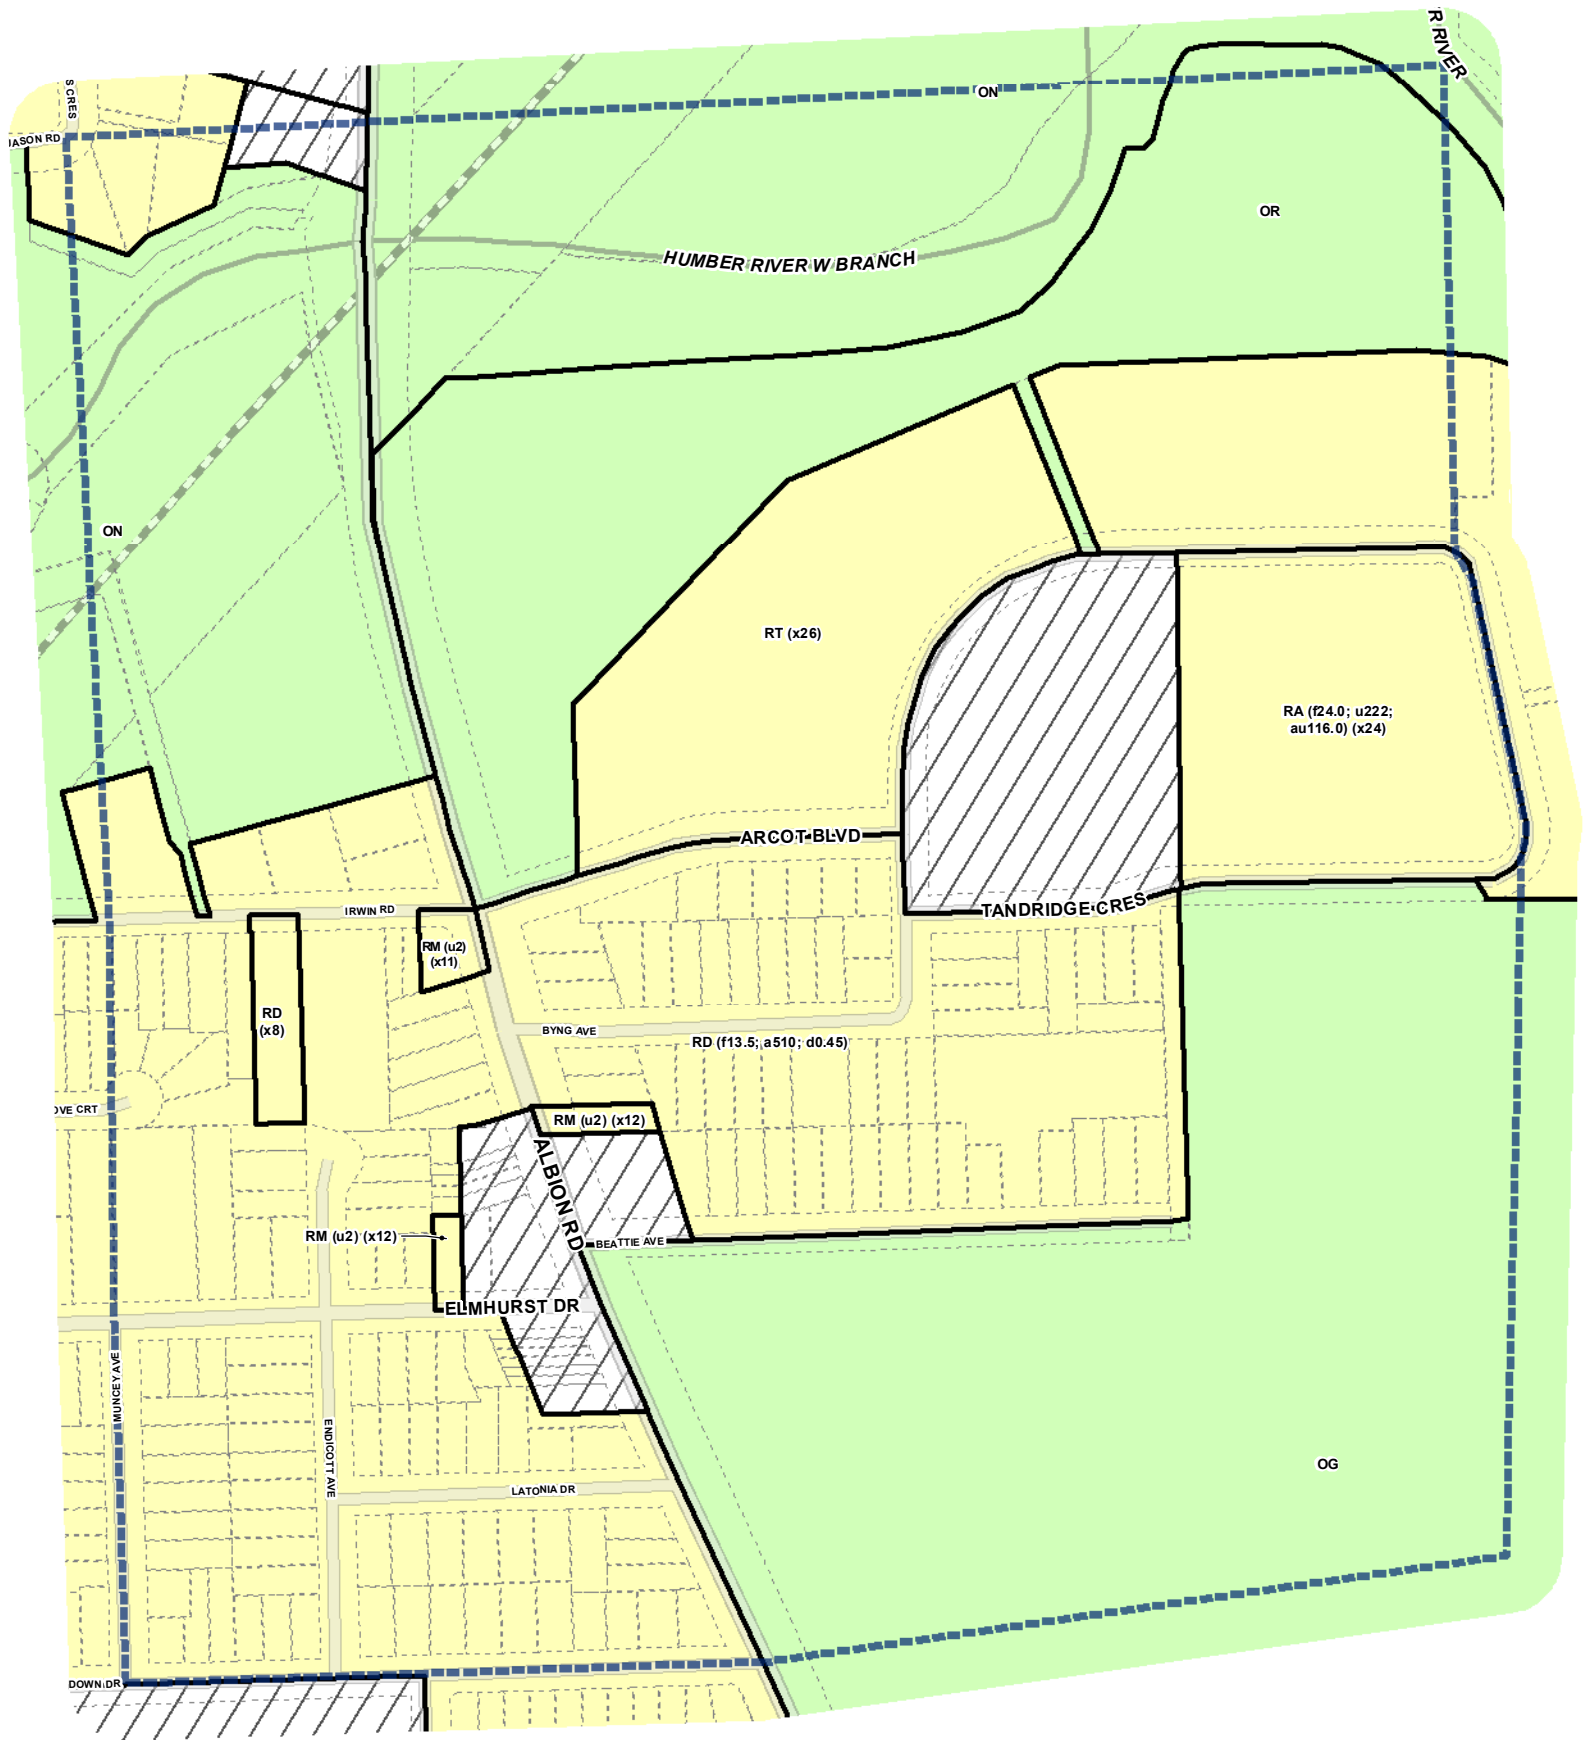 R RIVER
S CRES
ON
JASON RD
OR
HUMBER RIVER W BRANCH
ON
RT (x26)
RA (f24.0; u222;
au116.0) (x24)
ARCOT BLVD
IRWIN RD
TANDRIDGE CRES
RM (u2)
(x11)
RD
(x8)
BYNG AVE
RD (f13.5; a510; d0.45)
OVE CRT
RM (u2) (x12)
ALBION RD
RM (u2) (x12)
BEATTIE AVE
ELMHURST DR
MUNCEY AVE
ENDICOTT AVE
OG
LATONIA DR
DOWN DR